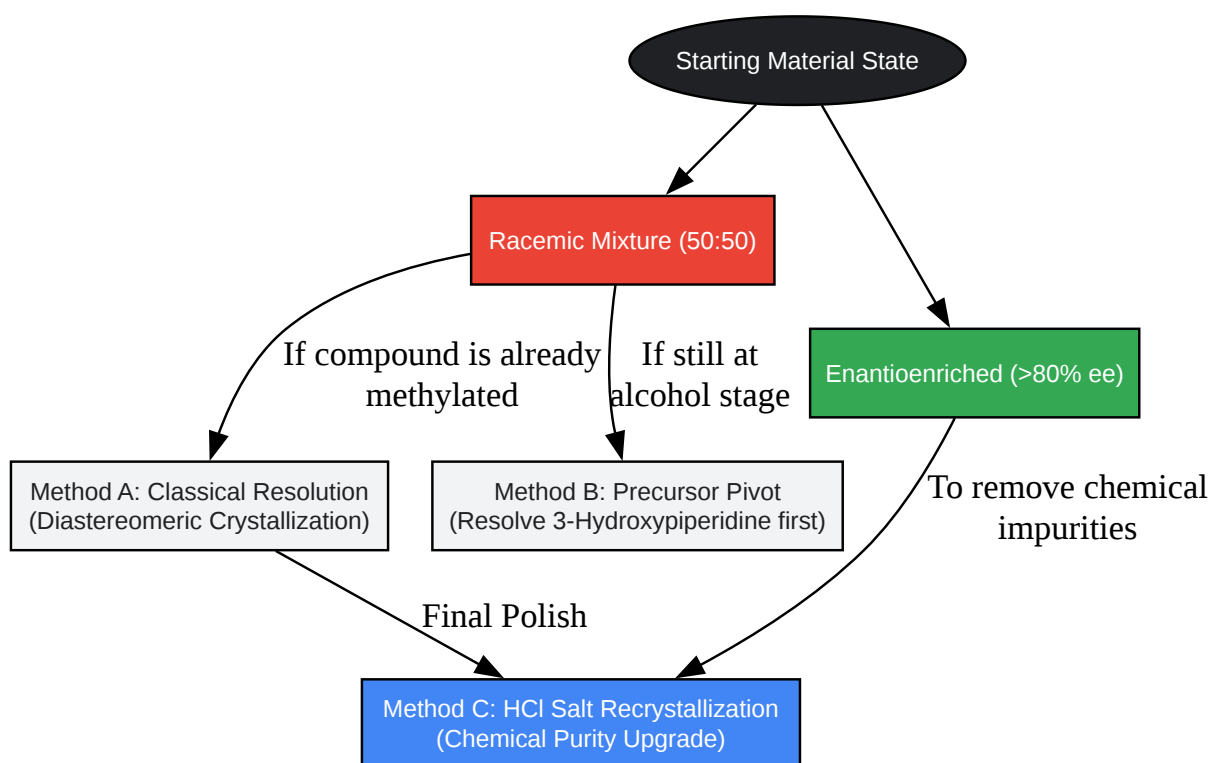 Starting Material State
Racemic Mixture (50:50)
If compound is already
methylated
If still at
alcohol stage
Enantioenriched (>80% ee)
Method A: Classical Resolution
(Diastereomeric Crystallization)
Method B: Precursor Pivot
(Resolve 3-Hydroxypiperidine first)
To remove chemical
impurities
Final Polish
Method C: HCl Salt Recrystallization
(Chemical Purity Upgrade)